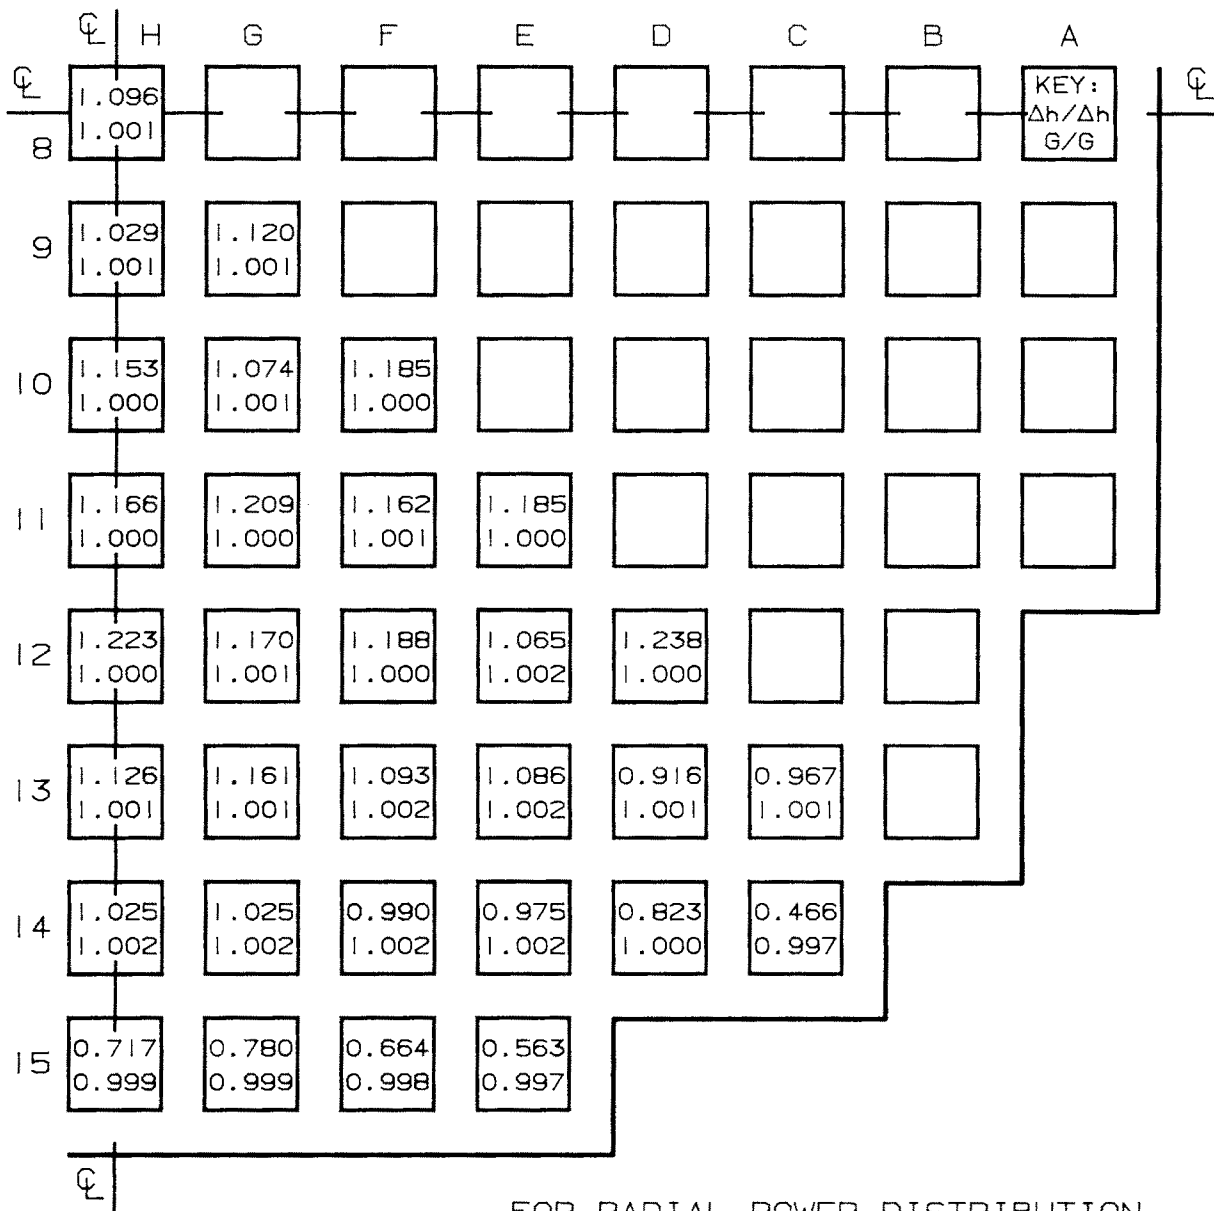 ℄ H G F E D C B A
℄ 1.096 KEY: ℄
1.001 Δh/Δh
8 G/G
1.029 1.120
9 1.001 1.001
1.153 1.074 1.185
10 1.000 1.001 1.000
1.166 1.209 1.162 1.185
11 1.000 1.000 1.001 1.000
1.223 1.170 1.188 1.065 1.238
12 1.000 1.001 1.000 1.002 1.000
1.126 1.161 1.093 1.086 0.916 0.967
13 1.001 1.001 1.002 1.002 1.001 1.001
1.025 1.025 0.990 0.975 0.823 0.466
14 1.002 1.002 1.002 1.002 1.000 0.997
0.717 0.780 0.664 0.563
15 0.999 0.999 0.998 0.997
℄
FOR RADIAL POWER DISTRIBUTION